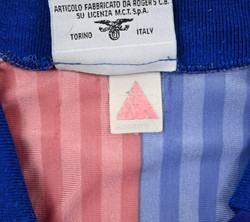 ARTICOLO FABBRICATO DA ROGER'S C.B.
SU LICENZA M.C.T. S.p.A.
TORINO ITALY